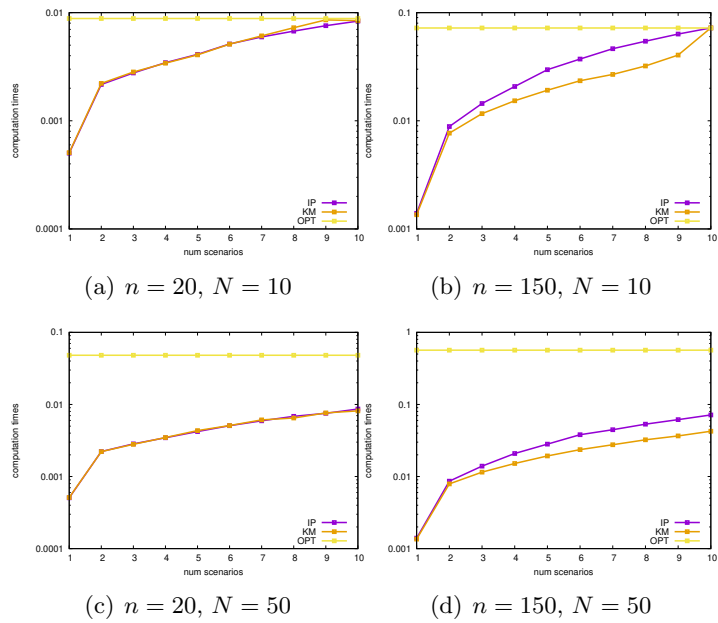 0.01
0.001
0.0001
computation times
1 2 3 4 5 6 7 8 9 10
num scenarios
IP
KM
OPT
(a) n = 20, N = 10
0.1
0.01
0.001
computation times
1 2 3 4 5 6 7 8 9 10
num scenarios
IP
KM
OPT
(b) n = 150, N = 10
0.1
0.01
0.001
0.0001
computation times
1 2 3 4 5 6 7 8 9 10
num scenarios
IP
KM
OPT
(c) n = 20, N = 50
1
0.1
0.01
0.001
computation times
1 2 3 4 5 6 7 8 9 10
num scenarios
IP
KM
OPT
(d) n = 150, N = 50